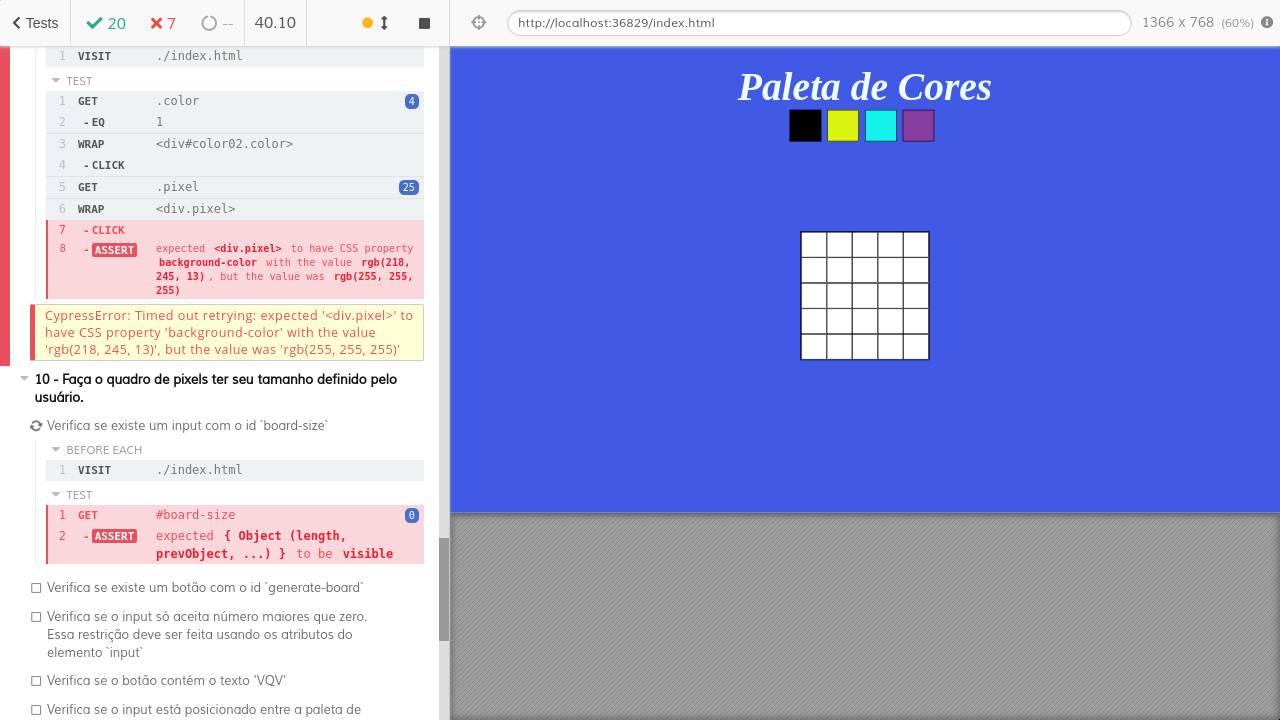 Tests 20 7 -- 40.10
http://localhost:36829/index.html 1366 x 768 (60%)
1 VISIT ./index.html
TEST
1 GET .color 4
2 - EQ 1
3 WRAP <div#color02.color>
4 - CLICK
5 GET .pixel 25
6 WRAP <div.pixel>
7 - CLICK
8 - ASSERT expected <div.pixel> to have CSS property
background-color with the value rgb(218,
245, 13) , but the value was rgb(255, 255,
255)
CypressError: Timed out retrying: expected '<div.pixel>' to
have CSS property 'background-color' with the value
'rgb(218, 245, 13)', but the value was 'rgb(255, 255, 255)'
10 - Faça o quadro de pixels ter seu tamanho definido pelo
usuário.
Verifica se existe um input com o id `board-size`
BEFORE EACH
1 VISIT ./index.html
TEST
1 GET #board-size 0
2 - ASSERT expected { Object (length,
prevObject, ...) } to be visible
Verifica se existe um botão com o id `generate-board`
Verifica se o input só aceita número maiores que zero.
Essa restrição deve ser feita usando os atributos do
elemento `input`
Verifica se o botão contém o texto 'VQV'
Verifica se o input está posicionado entre a paleta de
Paleta de Cores